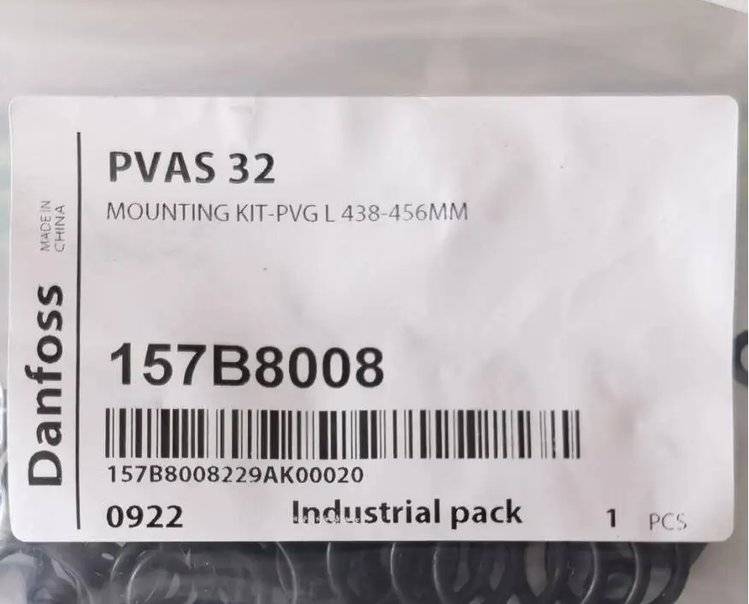 PVAS 32
MOUNTING KIT-PVG L 438-456MM
MADE IN
CHINA
Danfoss
157B8008
157B8008229AK00020
0922 Industrial pack 1 PCS